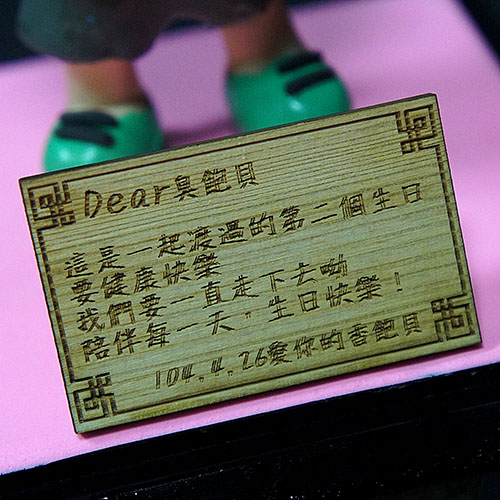 Dear臭飽貝
這是一起渡過的第二個生日
要健康快樂
我們要一直走下去呦
陪伴每一天，生日快樂！
104.4.26愛你的香飽貝